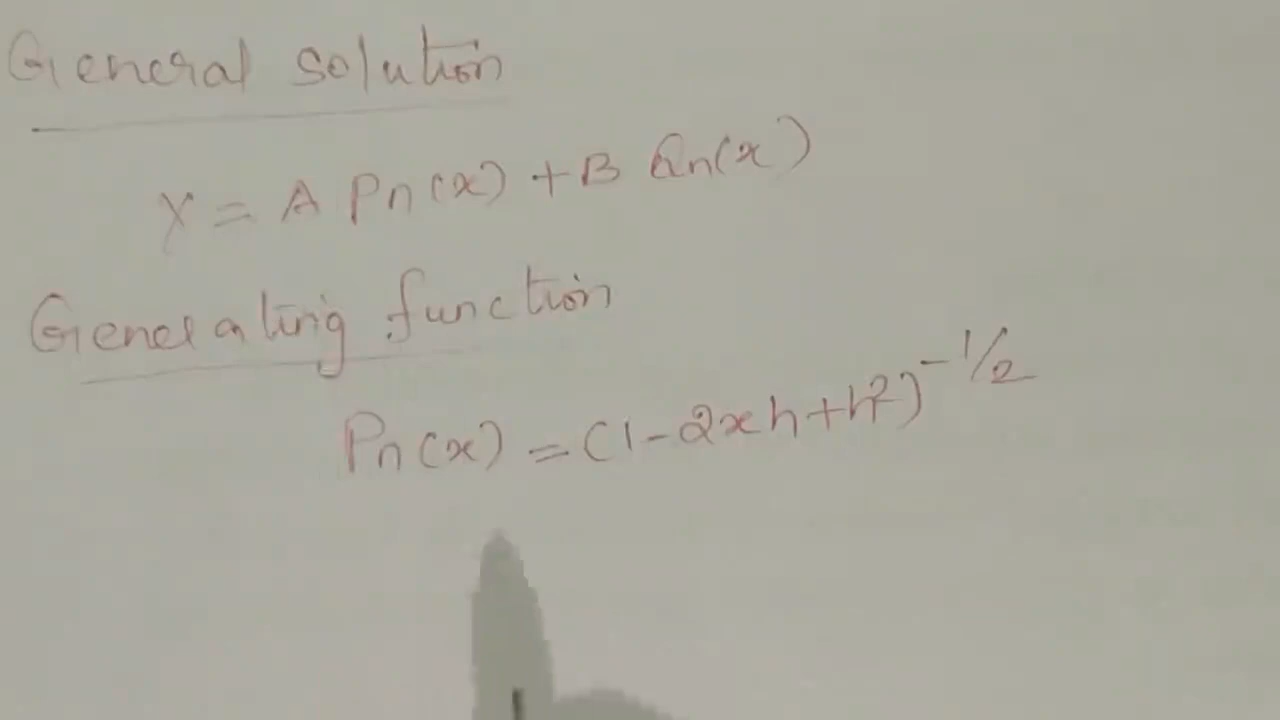 General solution
Y = A Pn(x) + B Qn(x)
Generating function
Pn(x) = (1-2xh+h²)^-1/2